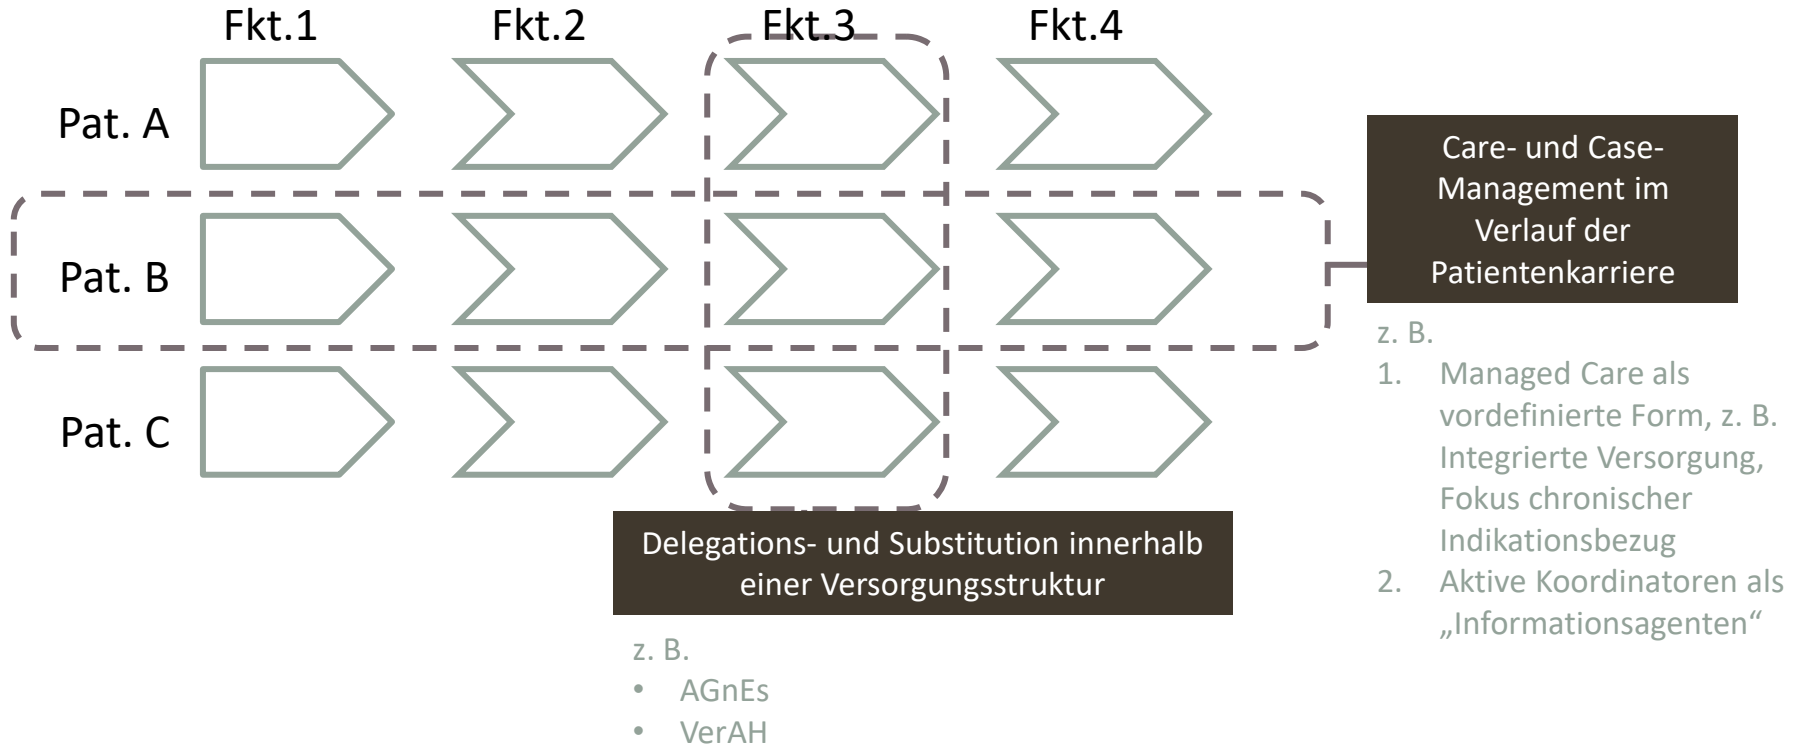 Fkt.1
Fkt.2
Fkt.3
Fkt.4
Pat. A
Pat. B
Pat. C
Care- und Case-
Management im
Verlauf der
Patientenkarriere
z. B.
1. Managed Care als
vordefinierte Form, z. B.
Integrierte Versorgung,
Fokus chronischer
Indikationsbezug
2. Aktive Koordinatoren als
„Informationsagenten“
Delegations- und Substitution innerhalb
einer Versorgungsstruktur
z. B.
• AGnEs
• VerAH